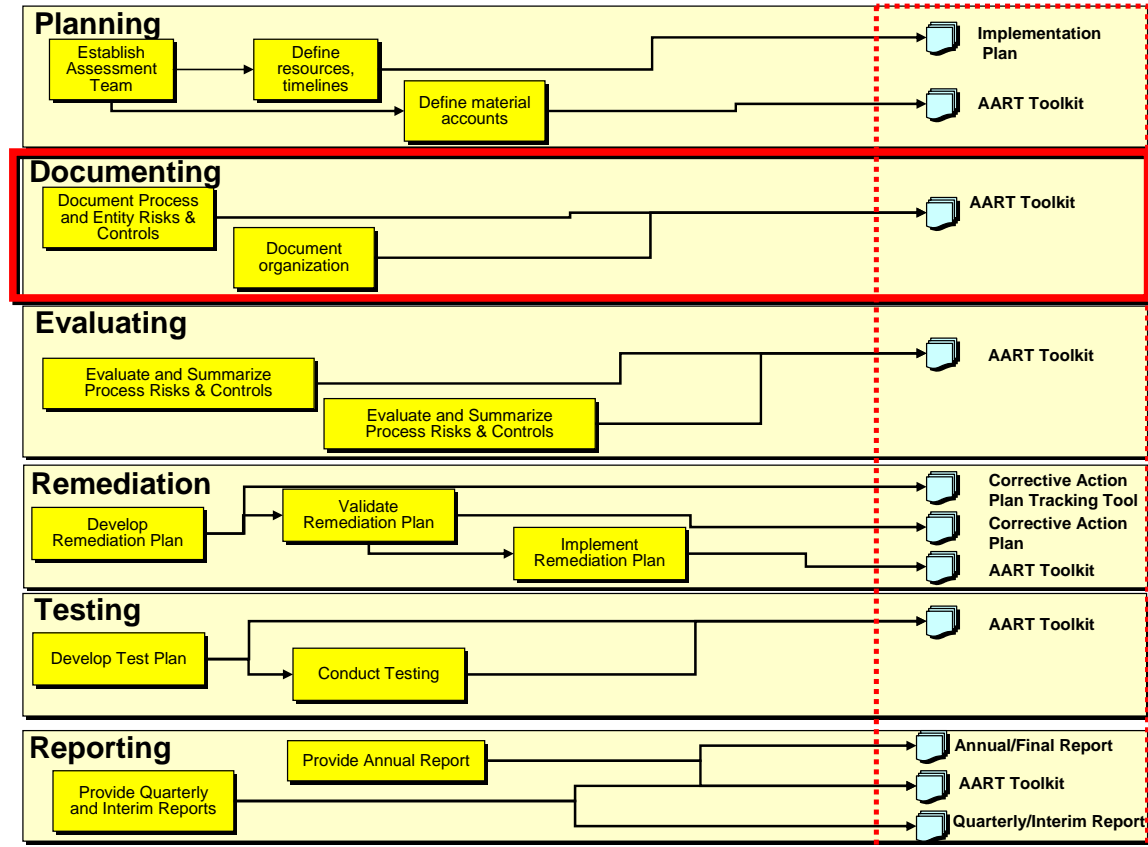 Planning
Establish
Assessment
Team
Define
resources,
timelines
Define material
accounts
Implementation
Plan
AART Toolkit
Documenting
Document Process
and Entity Risks &
Controls
Document
organization
AART Toolkit
Evaluating
Evaluate and Summarize
Process Risks & Controls
Evaluate and Summarize
Process Risks & Controls
AART Toolkit
Remediation
Develop
Remediation Plan
Validate
Remediation Plan
Implement
Remediation Plan
Corrective Action
Plan Tracking Tool
Corrective Action
Plan
AART Toolkit
Testing
Develop Test Plan
Conduct Testing
AART Toolkit
Reporting
Provide Annual Report
Provide Quarterly
and Interim Reports
Annual/Final Report
AART Toolkit
Quarterly/Interim Report